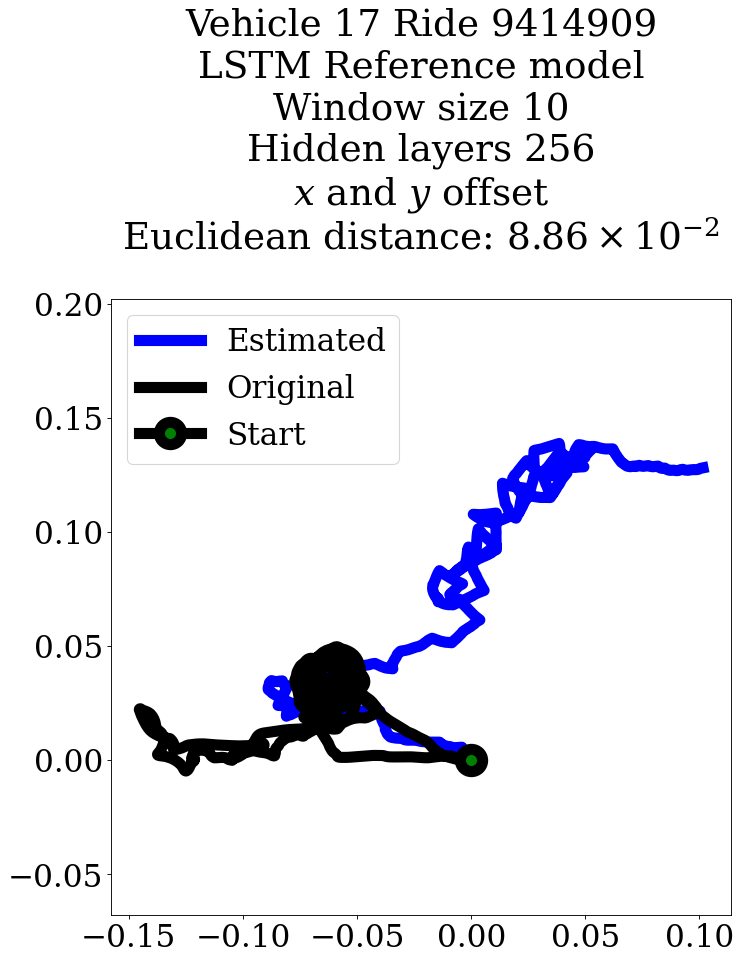 Vehicle 17 Ride 9414909
LSTM Reference model
Window size 10
Hidden layers 256
x and y offset
Euclidean distance: 8.86 × 10⁻²
0.20
0.15
0.10
0.05
0.00
−0.05
Estimated
Original
Start
−0.15 −0.10 −0.05 0.00 0.05 0.10